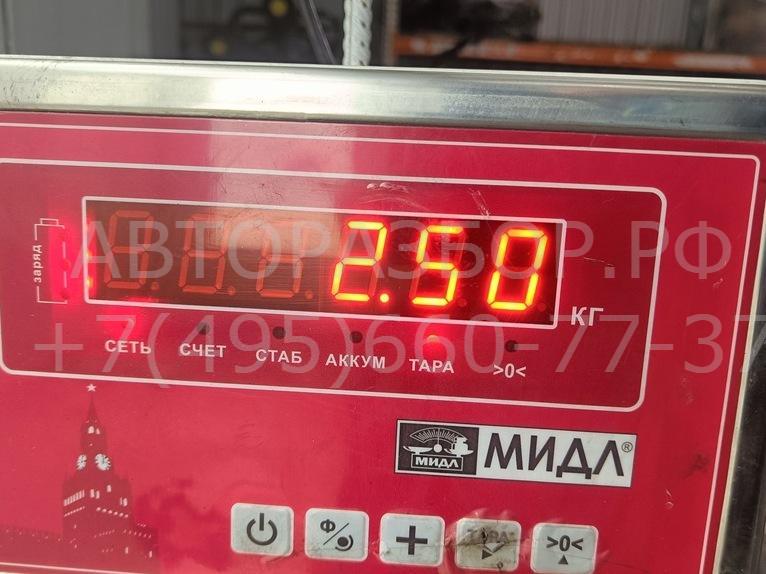 заряд
2.50
КГ
АВТОРАЗБОР.РФ
+7(495)660-77-37
СЕТЬ СЧЕТ СТАБ АККУМ ТАРА >0<
МИДЛ
МИДЛ®
Ф
TAPA
>0<